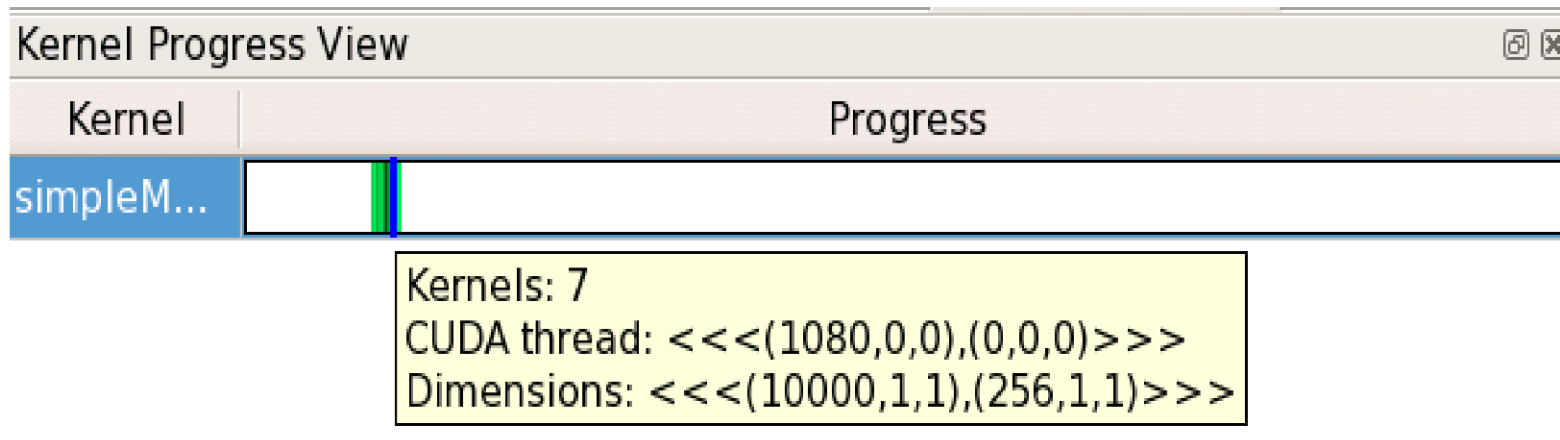 Kernel Progress View
Kernel Progress
simpleM...
Kernels: 7
CUDA thread: <<<(1080,0,0),(0,0,0)>>>
Dimensions: <<<(10000,1,1),(256,1,1)>>>